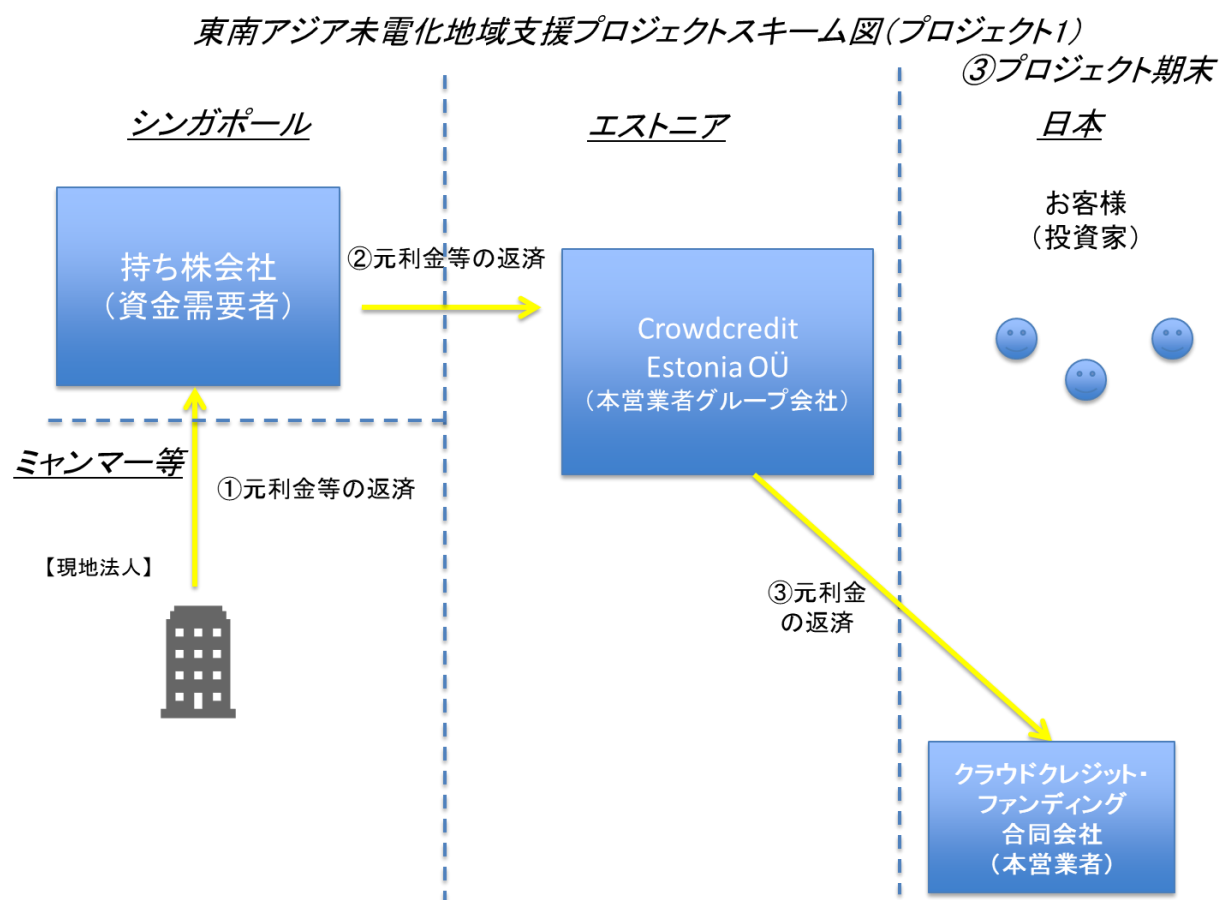 東南アジア未電化地域支援プロジェクトスキーム図(プロジェクト1)
③プロジェクト期末
シンガポール
エストニア
日本
持ち株会社
（資金需要者）
②元利金等の返済
Crowdcredit
Estonia OÜ
（本営業者グループ会社）
お客様
（投資家）
ミャンマー等
①元利金等の返済
【現地法人】
③元利金
の返済
クラウドクレジット・
ファンディング
合同会社
（本営業者）